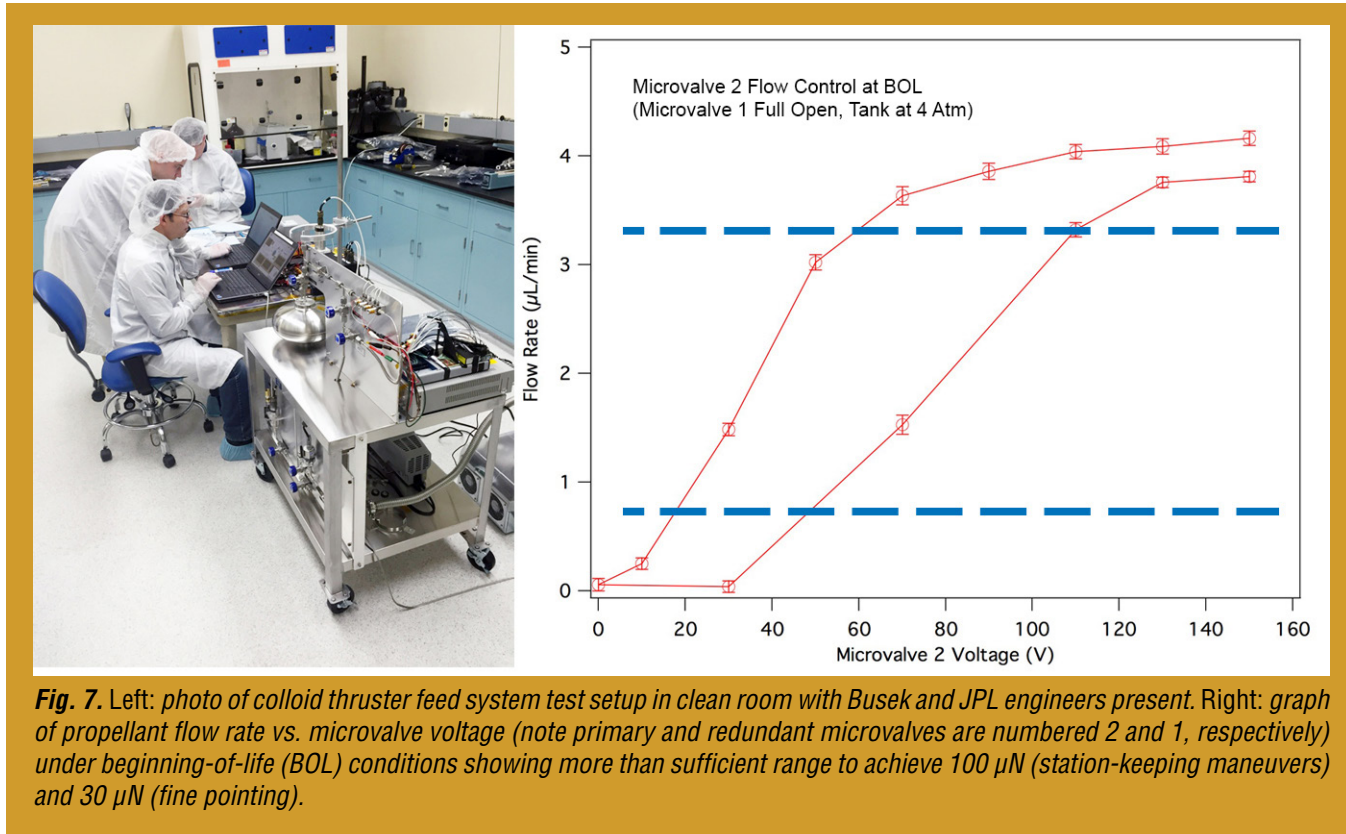 Microvalve 2 Flow Control at BOL
(Microvalve 1 Full Open, Tank at 4 Atm)
5
4
3
2
1
0
Flow Rate (µL/min)
0 20 40 60 80 100 120 140 160
Microvalve 2 Voltage (V)
Fig. 7. Left: photo of colloid thruster feed system test setup in clean room with Busek and JPL engineers present. Right: graph
of propellant flow rate vs. microvalve voltage (note primary and redundant microvalves are numbered 2 and 1, respectively)
under beginning-of-life (BOL) conditions showing more than sufficient range to achieve 100 µN (station-keeping maneuvers)
and 30 µN (fine pointing).